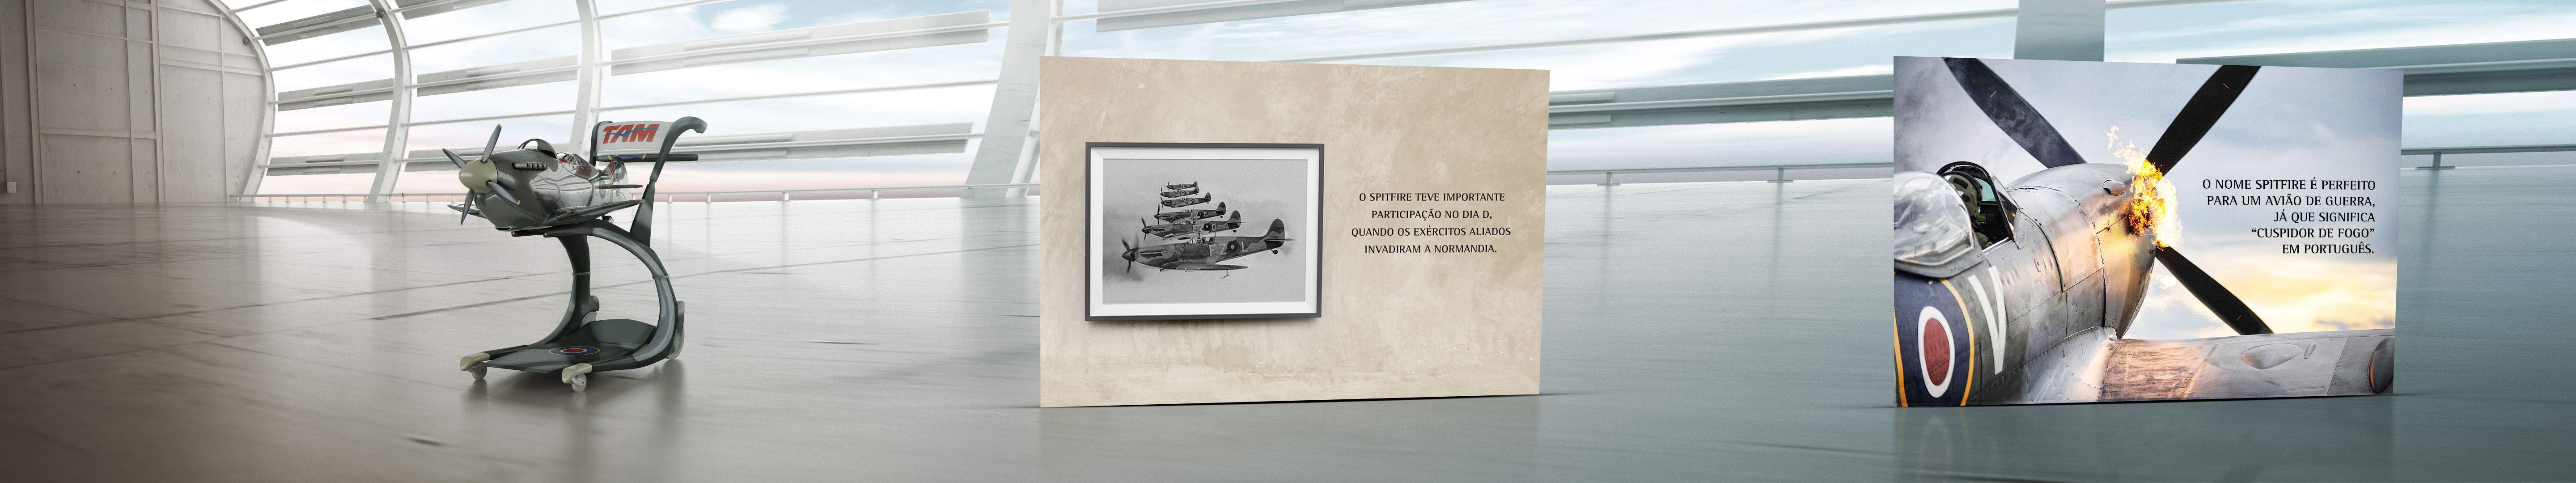 TAM
O SPITFIRE TEVE IMPORTANTE
PARTICIPAÇÃO NO DIA D,
QUANDO OS EXÉRCITOS ALIADOS
INVADIRAM A NORMANDIA.
O NOME SPITFIRE É PERFEITO
PARA UM AVIÃO DE GUERRA,
JÁ QUE SIGNIFICA
“CUSPIDOR DE FOGO”
EM PORTUGUÊS.
V